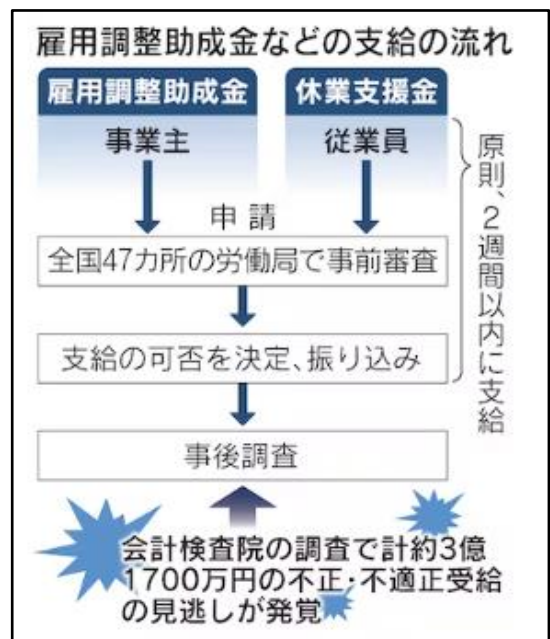 雇用調整助成金などの支給の流れ
雇用調整助成金
休業支援金
事業主
従業員
申請
全国47カ所の労働局で事前審査
支給の可否を決定、振り込み
原則、2週間以内に支給
事後調査
会計検査院の調査で計約3億
1700万円の不正・不適正受給
の見逃しが発覚